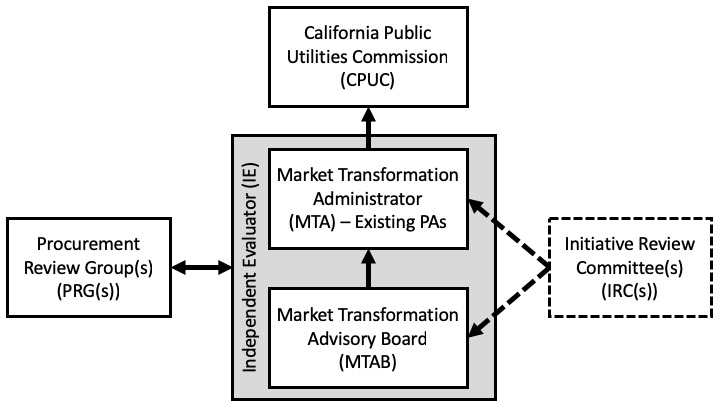 California Public
Utilities Commission
(CPUC)
Independent Evaluator (IE)
Market Transformation
Administrator
(MTA) – Existing PAs
Procurement
Review Group(s)
(PRG(s))
Initiative Review
Committee(s)
(IRC(s))
Market Transformation
Advisory Board
(MTAB)